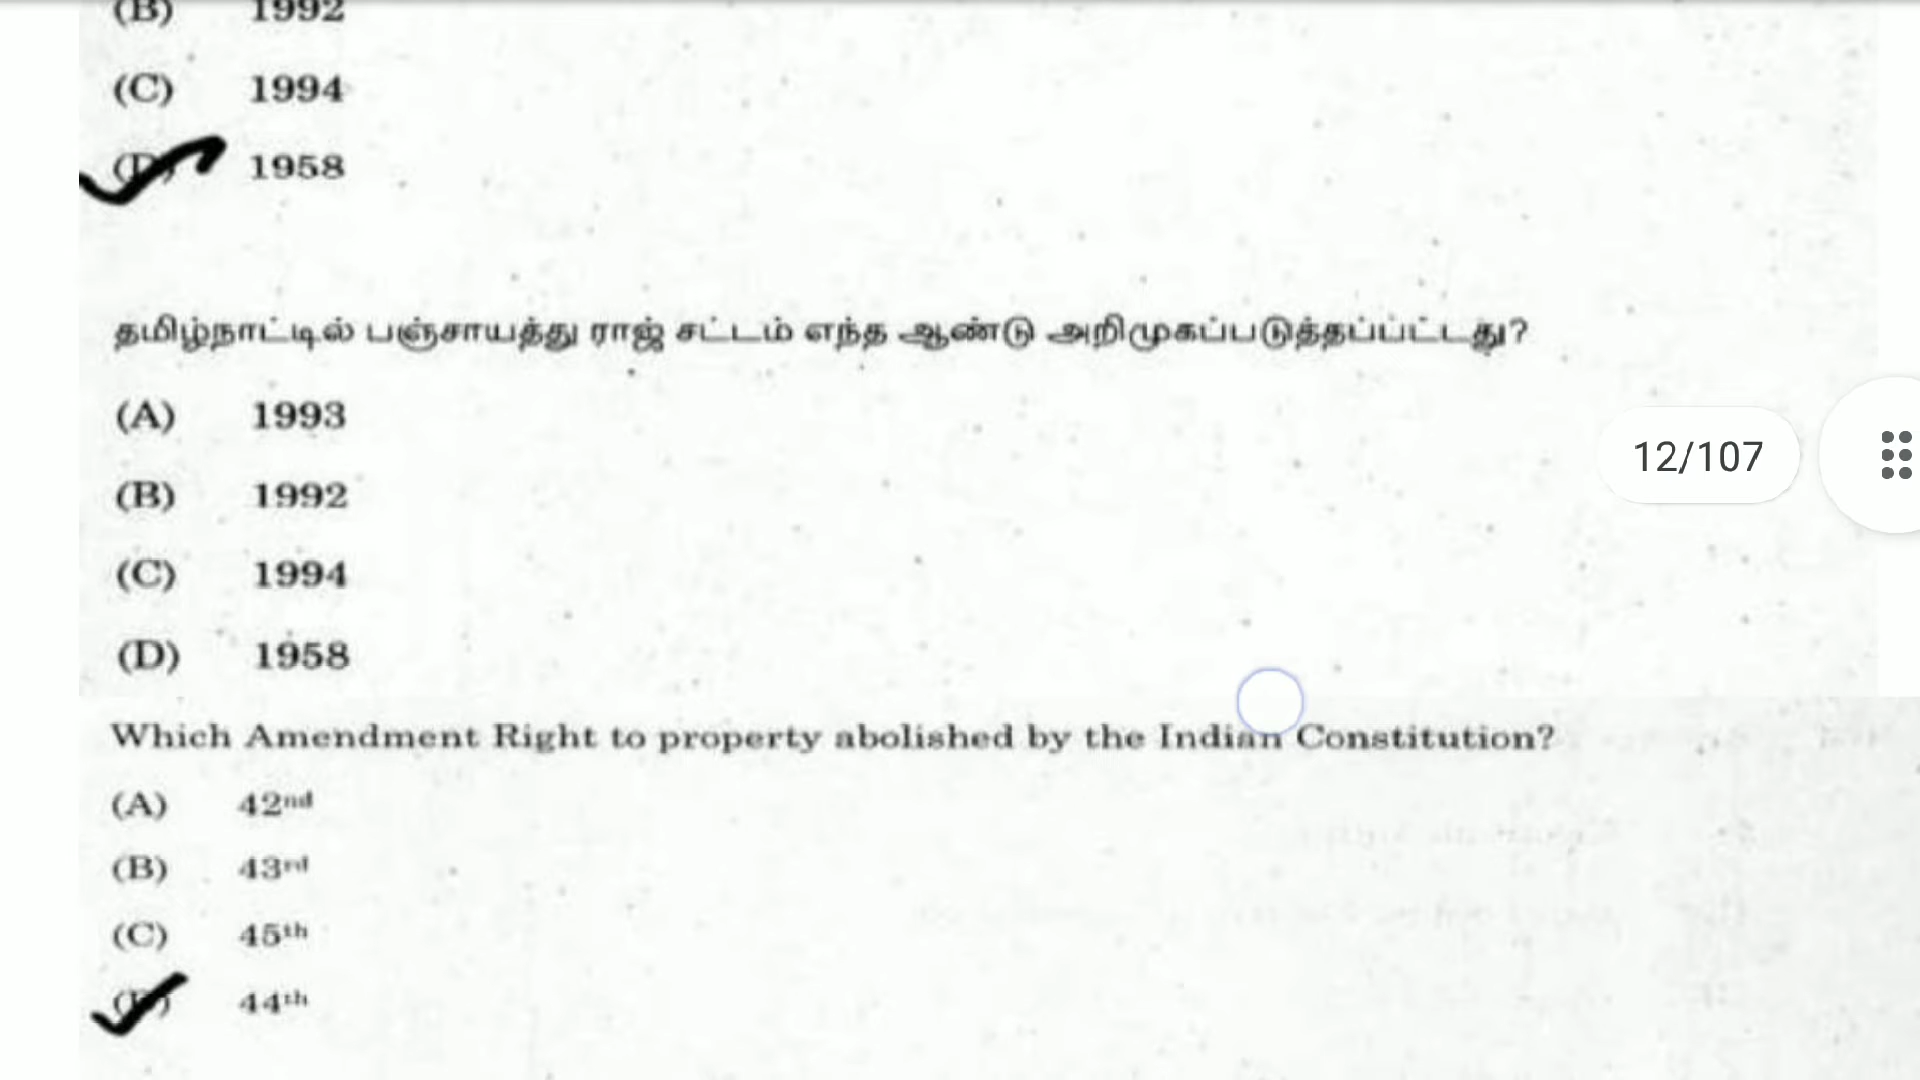 (B) 1992
(C) 1994
(D) 1958
தமிழ்நாட்டில் பஞ்சாயத்து ராஜ் சட்டம் எந்த ஆண்டு அறிமுகப்படுத்தப்ப்ட்டது?
(A) 1993
(B) 1992
12/107
(C) 1994
(D) 1958
Which Amendment Right to property abolished by the Indian Constitution?
(A) 42nd
(B) 43rd
(C) 45th
(D) 44th